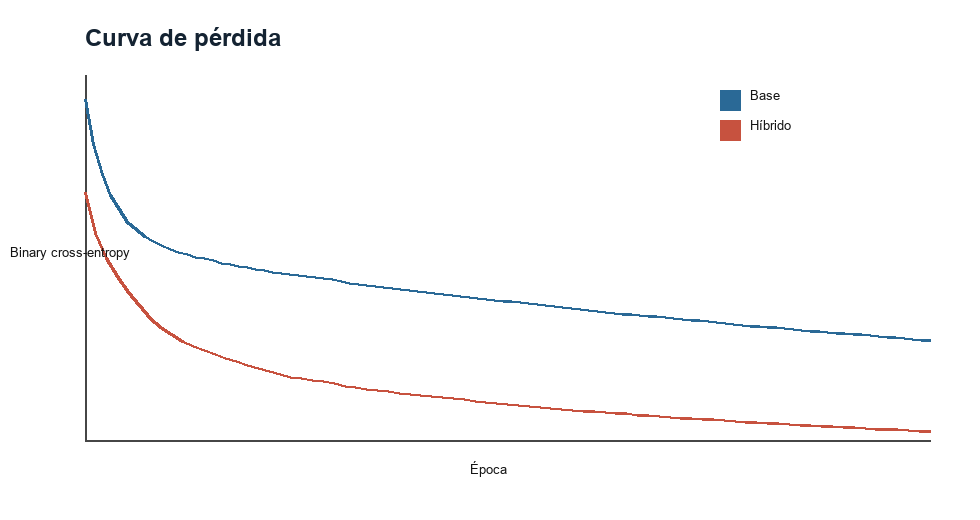 Curva de pérdida
Base
Híbrido
Binary cross-entropy
Época